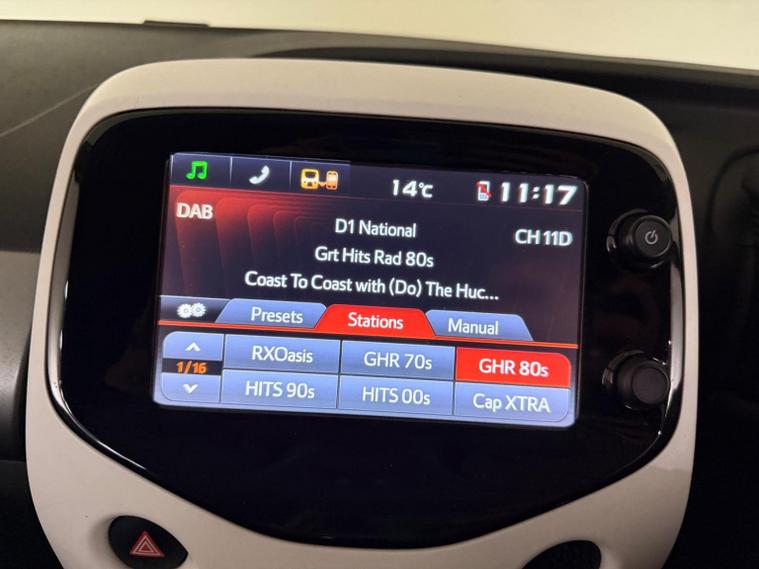 14°C 11:17
DAB
D1 National
CH 11D
Grt Hits Rad 80s
Coast To Coast with (Do) The Huc...
Presets Stations Manual
1/16
RXOasis GHR 70s GHR 80s
HITS 90s HITS 00s Cap XTRA